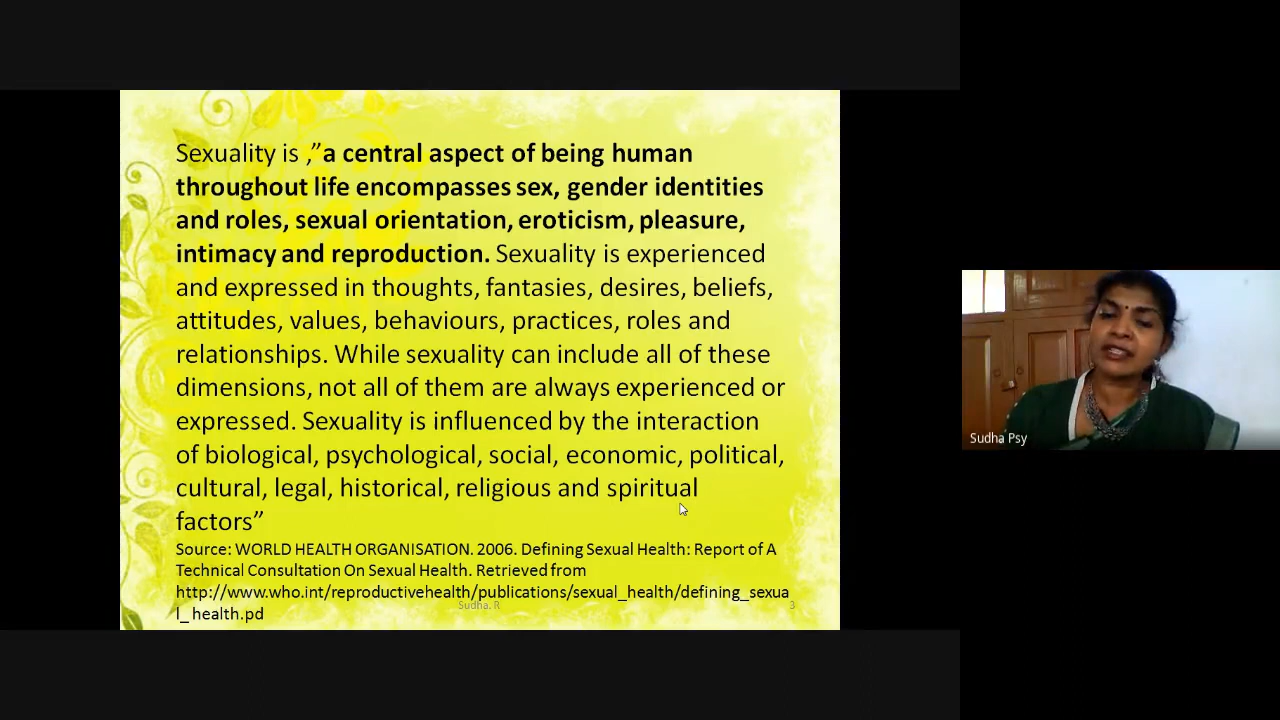 Sexuality is ,”a central aspect of being human
throughout life encompasses sex, gender identities
and roles, sexual orientation, eroticism, pleasure,
intimacy and reproduction. Sexuality is experienced
and expressed in thoughts, fantasies, desires, beliefs,
attitudes, values, behaviours, practices, roles and
relationships. While sexuality can include all of these
dimensions, not all of them are always experienced or
expressed. Sexuality is influenced by the interaction
of biological, psychological, social, economic, political,
cultural, legal, historical, religious and spiritual
factors”
Source: WORLD HEALTH ORGANISATION. 2006. Defining Sexual Health: Report of A
Technical Consultation On Sexual Health. Retrieved from
http://www.who.int/reproductivehealth/publications/sexual_health/defining_sexua
l_ health.pd
Sudha. R
3
Sudha Psy